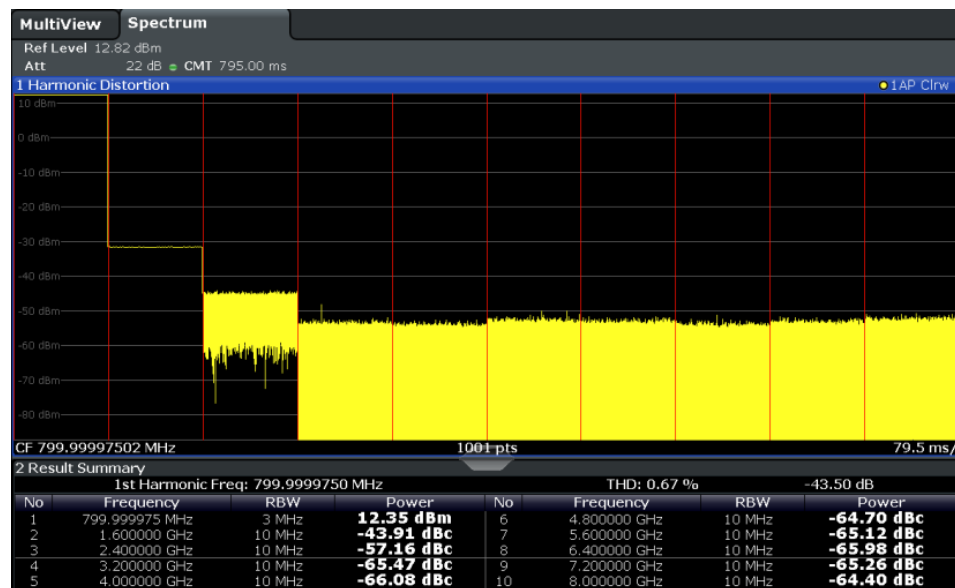 MultiView Spectrum
Ref Level 12.82 dBm
Att 22 dB CMT 795.00 ms
1 Harmonic Distortion 1AP Clrw
10 dBm
0 dBm
-10 dBm
-20 dBm
-30 dBm
-40 dBm
-50 dBm
-60 dBm
-70 dBm
-80 dBm
CF 799.99997502 MHz 1001 pts 79.5 ms/
2 Result Summary
1st Harmonic Freq: 799.9999750 MHz THD: 0.67 % -43.50 dB
No Frequency RBW Power No Frequency RBW Power
1 799.999975 MHz 3 MHz 12.35 dBm 6 4.800000 GHz 10 MHz -64.70 dBc
2 1.600000 GHz 10 MHz -43.91 dBc 7 5.600000 GHz 10 MHz -65.12 dBc
3 2.400000 GHz 10 MHz -57.16 dBc 8 6.400000 GHz 10 MHz -65.98 dBc
4 3.200000 GHz 10 MHz -65.47 dBc 9 7.200000 GHz 10 MHz -65.26 dBc
5 4.000000 GHz 10 MHz -66.08 dBc 10 8.000000 GHz 10 MHz -64.40 dBc